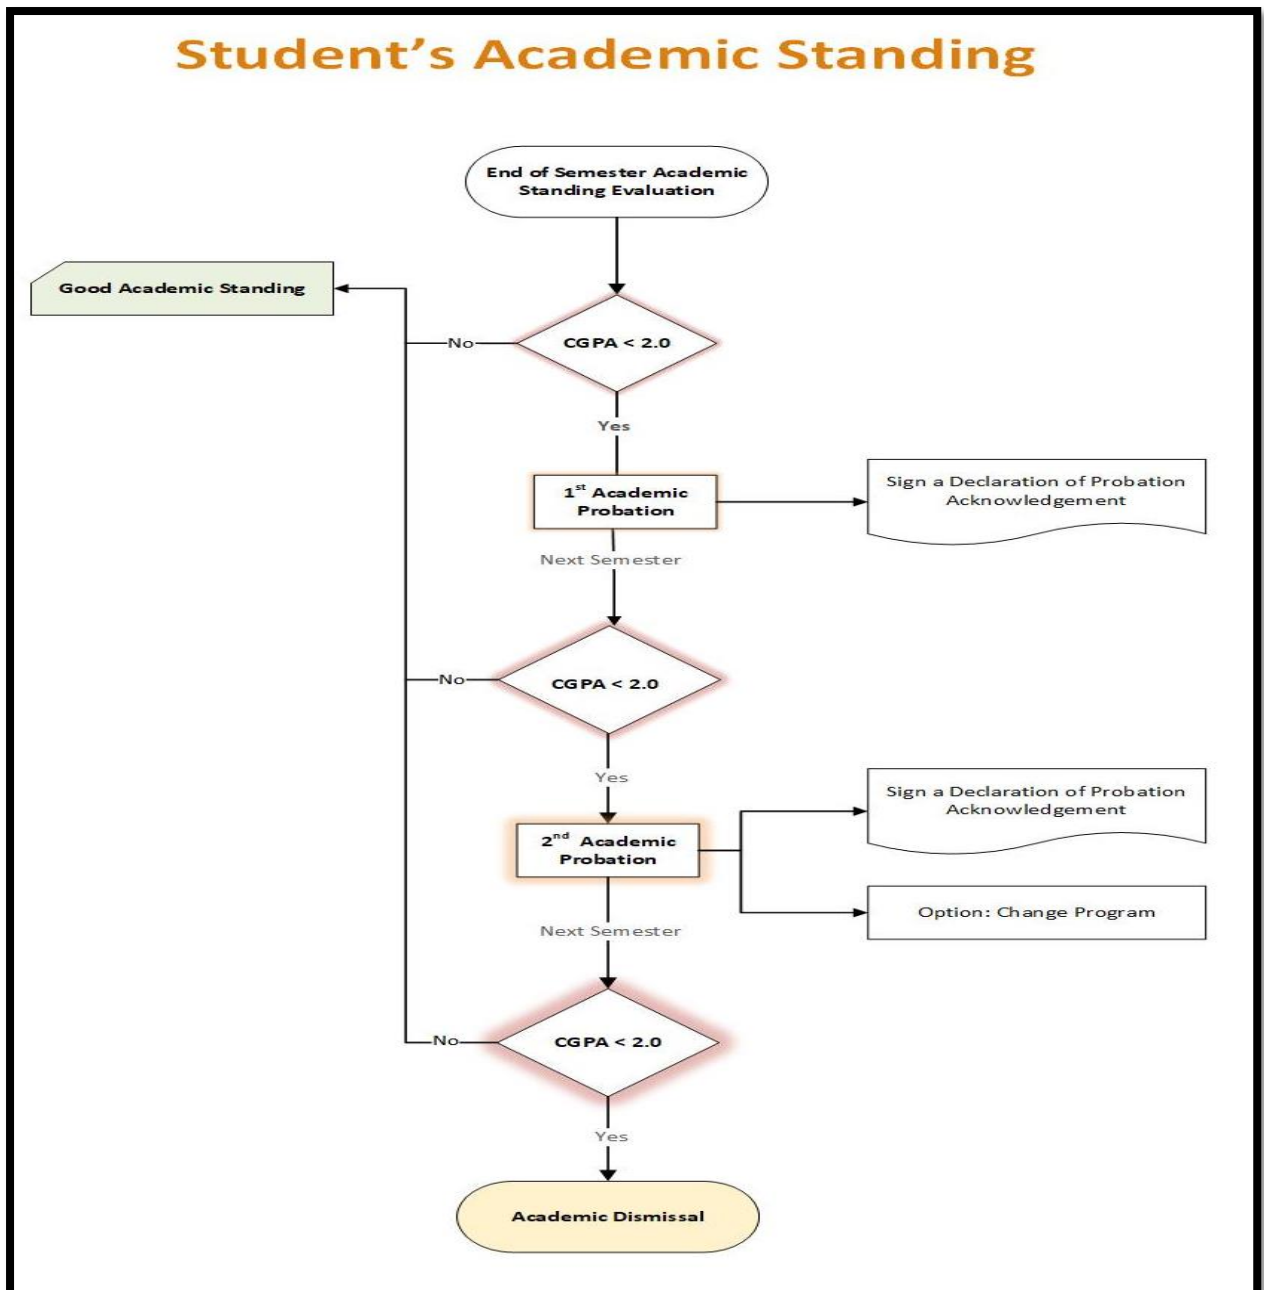 Student’s Academic Standing
End of Semester Academic
Standing Evaluation
Good Academic Standing
CGPA < 2.0
No
Yes
1st Academic
Probation
Sign a Declaration of Probation
Acknowledgement
Next Semester
CGPA < 2.0
No
Yes
2nd Academic
Probation
Sign a Declaration of Probation
Acknowledgement
Option: Change Program
Next Semester
CGPA < 2.0
No
Yes
Academic Dismissal